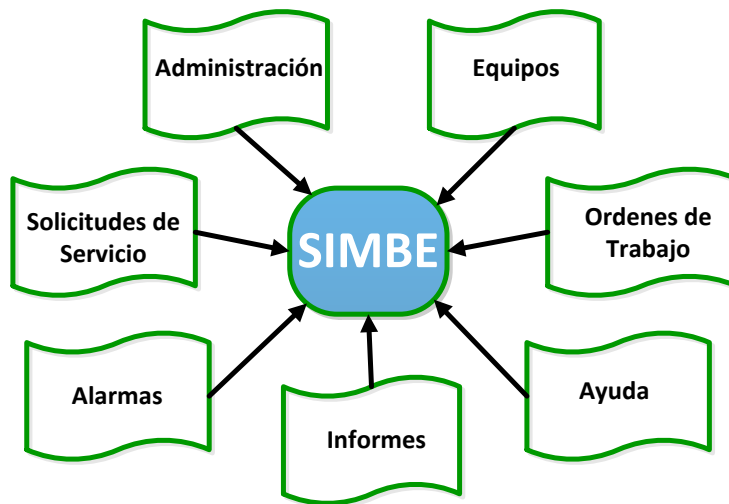 Administración
Equipos
Solicitudes de
Servicio
SIMBE
Ordenes de
Trabajo
Alarmas
Informes
Ayuda